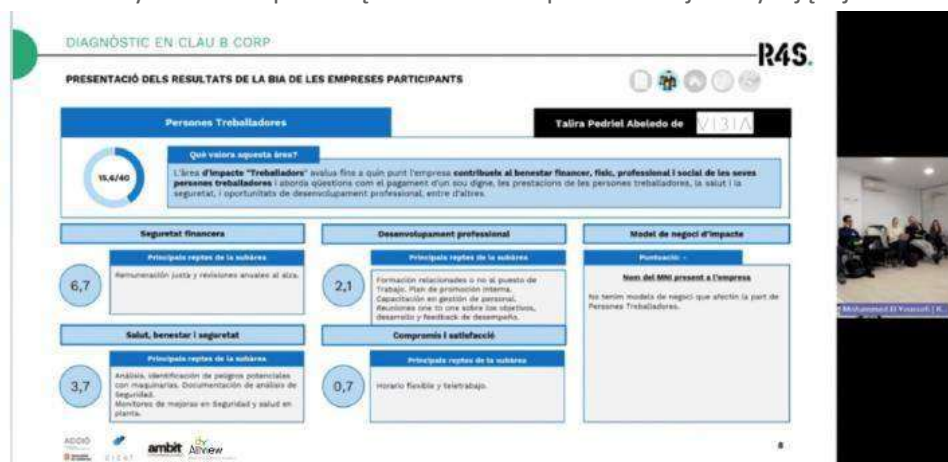 DIAGNÒSTIC EN CLAU B CORP
R4S.
PRESENTACIÓ DELS RESULTATS DE LA BIA DE LES EMPRESES PARTICIPANTS
Persones Treballadores
Talira Pedriel Abeledo de
VIBIA
15,6/40
Què valora aquesta àrea?
L'àrea d'impacte "Treballadors" avalua fins a quin punt l'empresa contribueix al benestar financer, físic, professional i social de les seves
persones treballadores i aborda qüestions com el pagament d'un sou digne, les prestacions de les persones treballadores, la salut i la
seguretat, i oportunitats de desenvolupament professional, entre d'altres.
Seguretat financera
Principals reptes de la subàrea
6,7
Remuneración justa y revisiones anuales al alza.
Desenvolupament professional
Principals reptes de la subàrea
2,1
Formación relacionades o no al puesto de
Trabajo. Plan de promoción interna.
Capacitación en gestión de personal.
Reuniones one to one sobre los objetivos,
desarrollo y feedback de desempeño.
Model de negoci d'impacte
Puntuació: -
Nom del MNI present a l'empresa
No tenim models de negoci que afectin la part de
Persones Treballadores.
Salut, benestar i seguretat
Principals reptes de la subàrea
3,7
Análisis, identificación de peligros potenciales
con maquinarias. Documentación de análisis de
Seguridad.
Monitores de mejoras en Seguridad y salud en
planta.
Compromís i satisfacció
Principals reptes de la subàrea
0,7
Horario flexible y teletrabajo.
Mohammed El Yousoufi | R...
ACCIÓ
CICAT
ambit
Allview
8